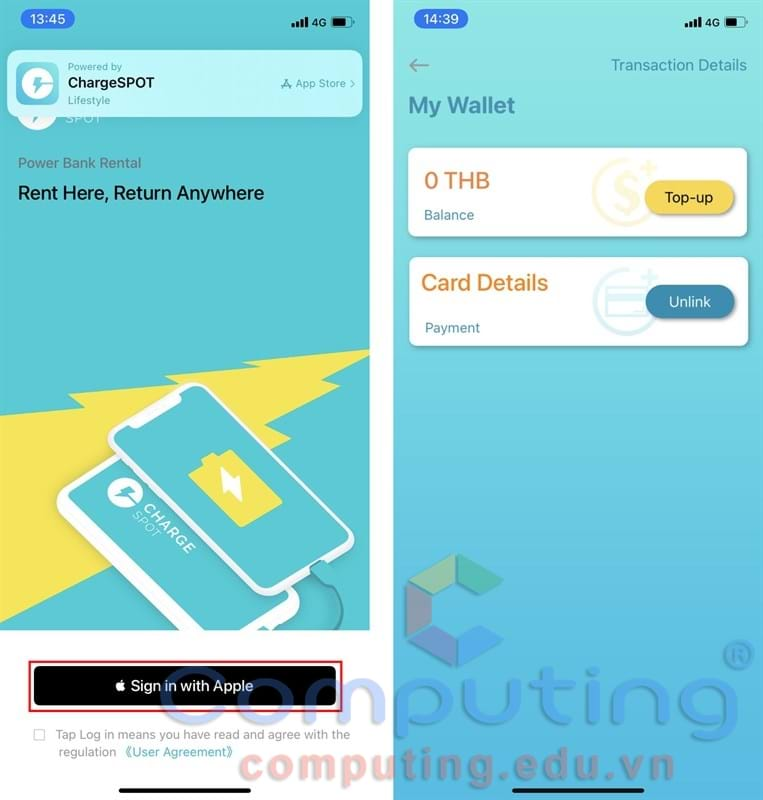 13:45
4G
Powered by
ChargeSPOT
Lifestyle
App Store >
SPOT
Power Bank Rental
Rent Here, Return Anywhere
CHARGE
SPOT
Sign in with Apple
Tap Log in means you have read and agree with the
regulation 《User Agreement》
14:39
4G
Transaction Details
My Wallet
0 THB
Balance
$
Top-up
Card Details
Payment
Unlink
Computing®
computing.edu.vn